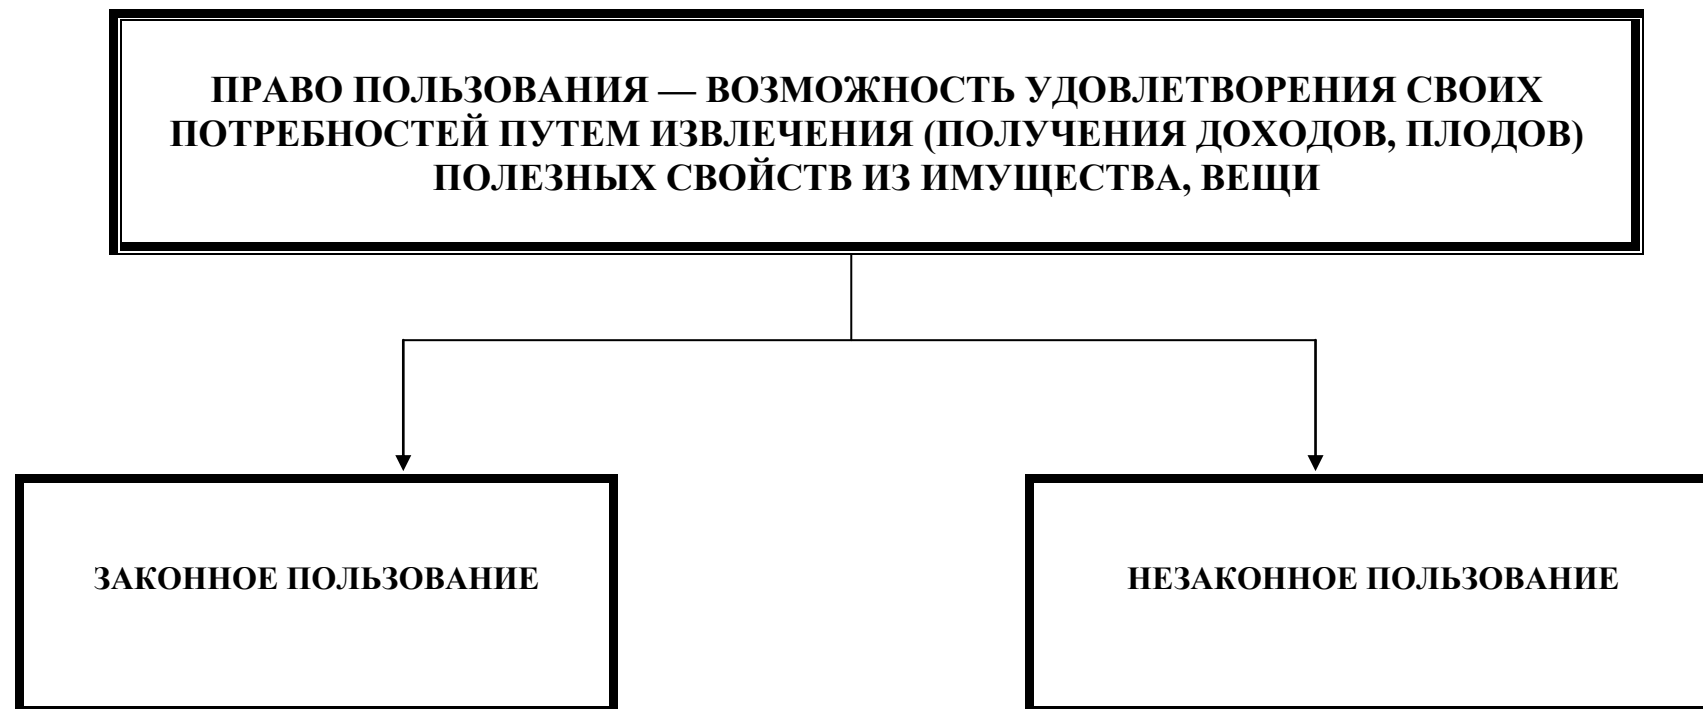 ПРАВО ПОЛЬЗОВАНИЯ — ВОЗМОЖНОСТЬ УДОВЛЕТВОРЕНИЯ СВОИХ
ПОТРЕБНОСТЕЙ ПУТЕМ ИЗВЛЕЧЕНИЯ (ПОЛУЧЕНИЯ ДОХОДОВ, ПЛОДОВ)
ПОЛЕЗНЫХ СВОЙСТВ ИЗ ИМУЩЕСТВА, ВЕЩИ
ЗАКОННОЕ ПОЛЬЗОВАНИЕ
НЕЗАКОННОЕ ПОЛЬЗОВАНИЕ